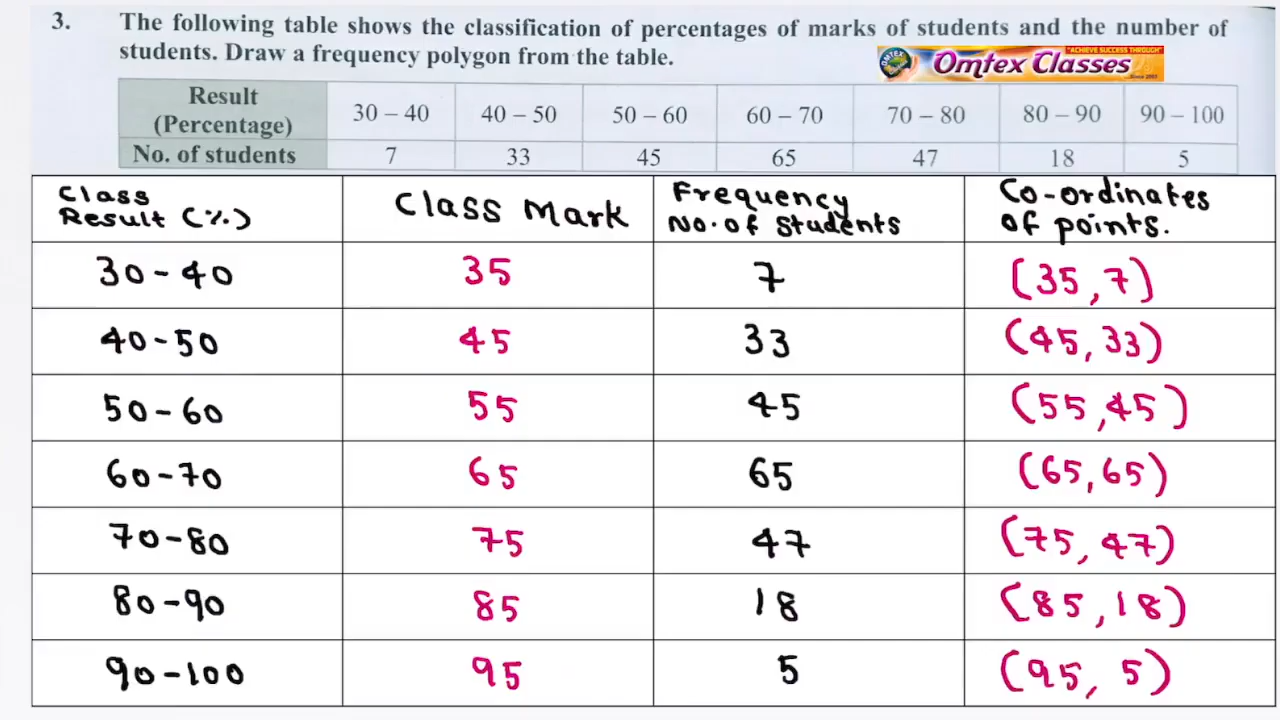 3. The following table shows the classification of percentages of marks of students and the number of
students. Draw a frequency polygon from the table.
"ACHIEVE SUCCESS THROUGH"
OMTEX Omtex Classes
...Since 2007
Result (Percentage) 30 – 40 40 – 50 50 – 60 60 – 70 70 – 80 80 – 90 90 – 100
No. of students 7 33 45 65 47 18 5
Class Result (%) Class Mark Frequency No. of Students Co-ordinates of points.
30-40 35 7 (35,7)
40-50 45 33 (45,33)
50-60 55 45 (55,45)
60-70 65 65 (65,65)
70-80 75 47 (75,47)
80-90 85 18 (85,18)
90-100 95 5 (95, 5)